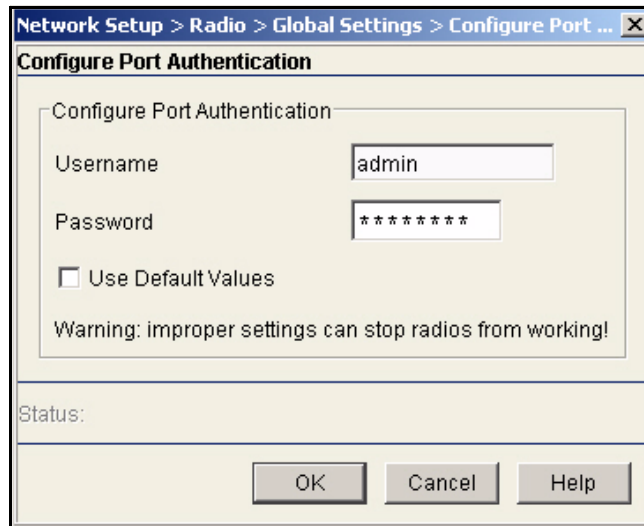 Network Setup > Radio > Global Settings > Configure Port ...
Configure Port Authentication
Configure Port Authentication
Username admin
Password ********
Use Default Values
Warning: improper settings can stop radios from working!
Status:
OK Cancel Help